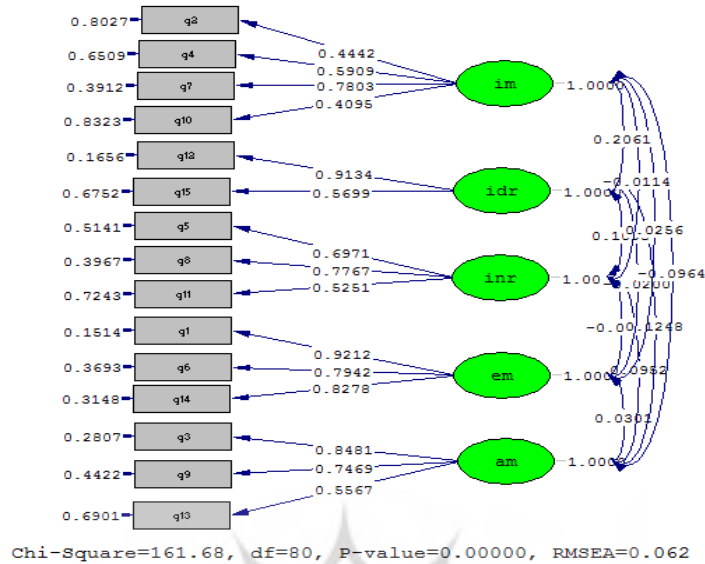 0.8027 q2 0.4442
0.6509 q4 0.5909
0.3912 q7 0.7803 im 1.0000
0.8323 q10 0.4095
0.2061
0.1656 q12 0.9134 -0.0114
0.6752 q15 0.5699 idr 1.0000
0.5141 q5 0.6971 0.0256
0.3967 q8 0.7767 inr 1.000 -0.0964
0.7243 q11 0.5251 -0.0200
0.1514 q1 0.9212 0.1248
0.3693 q6 0.7942 em 1.0000 0.0952
0.3148 q14 0.8278
0.0301
0.2807 q3 0.8481
0.4422 q9 0.7469 am 1.0000
0.6901 q13 0.5567
Chi-Square=161.68, df=80, P-value=0.00000, RMSEA=0.062